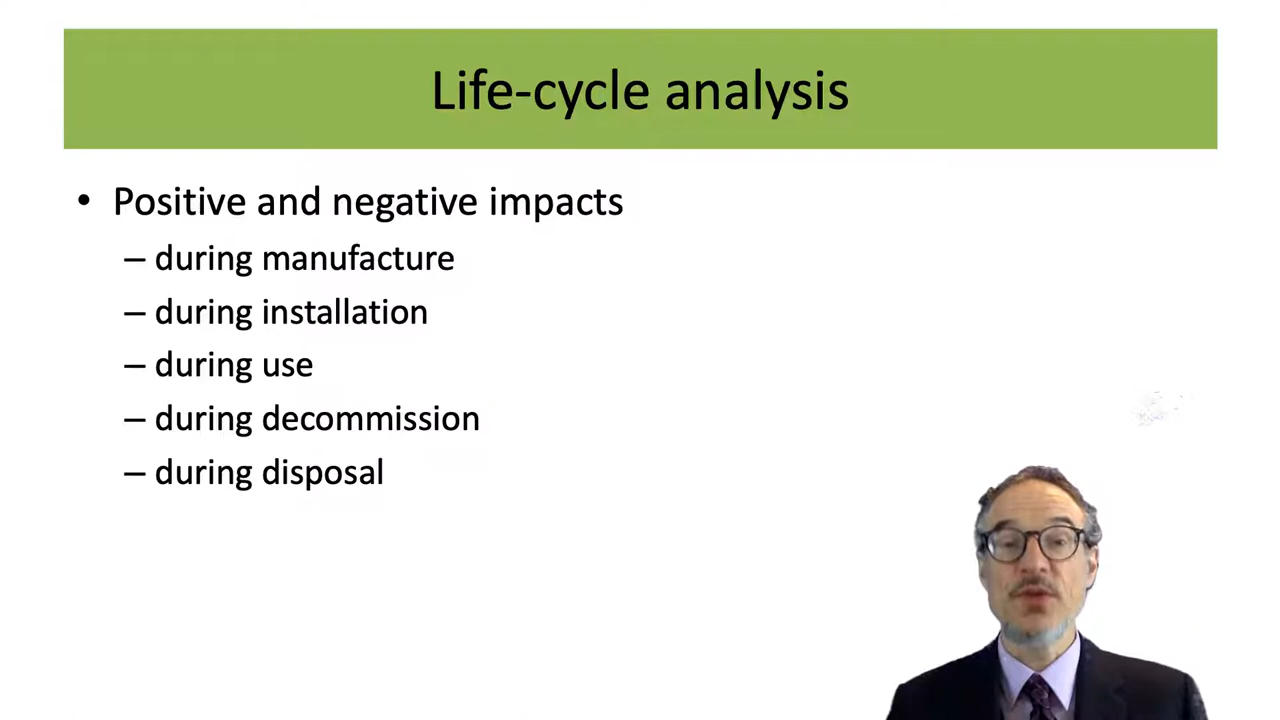 Life-cycle analysis
• Positive and negative impacts
– during manufacture
– during installation
– during use
– during decommission
– during disposal